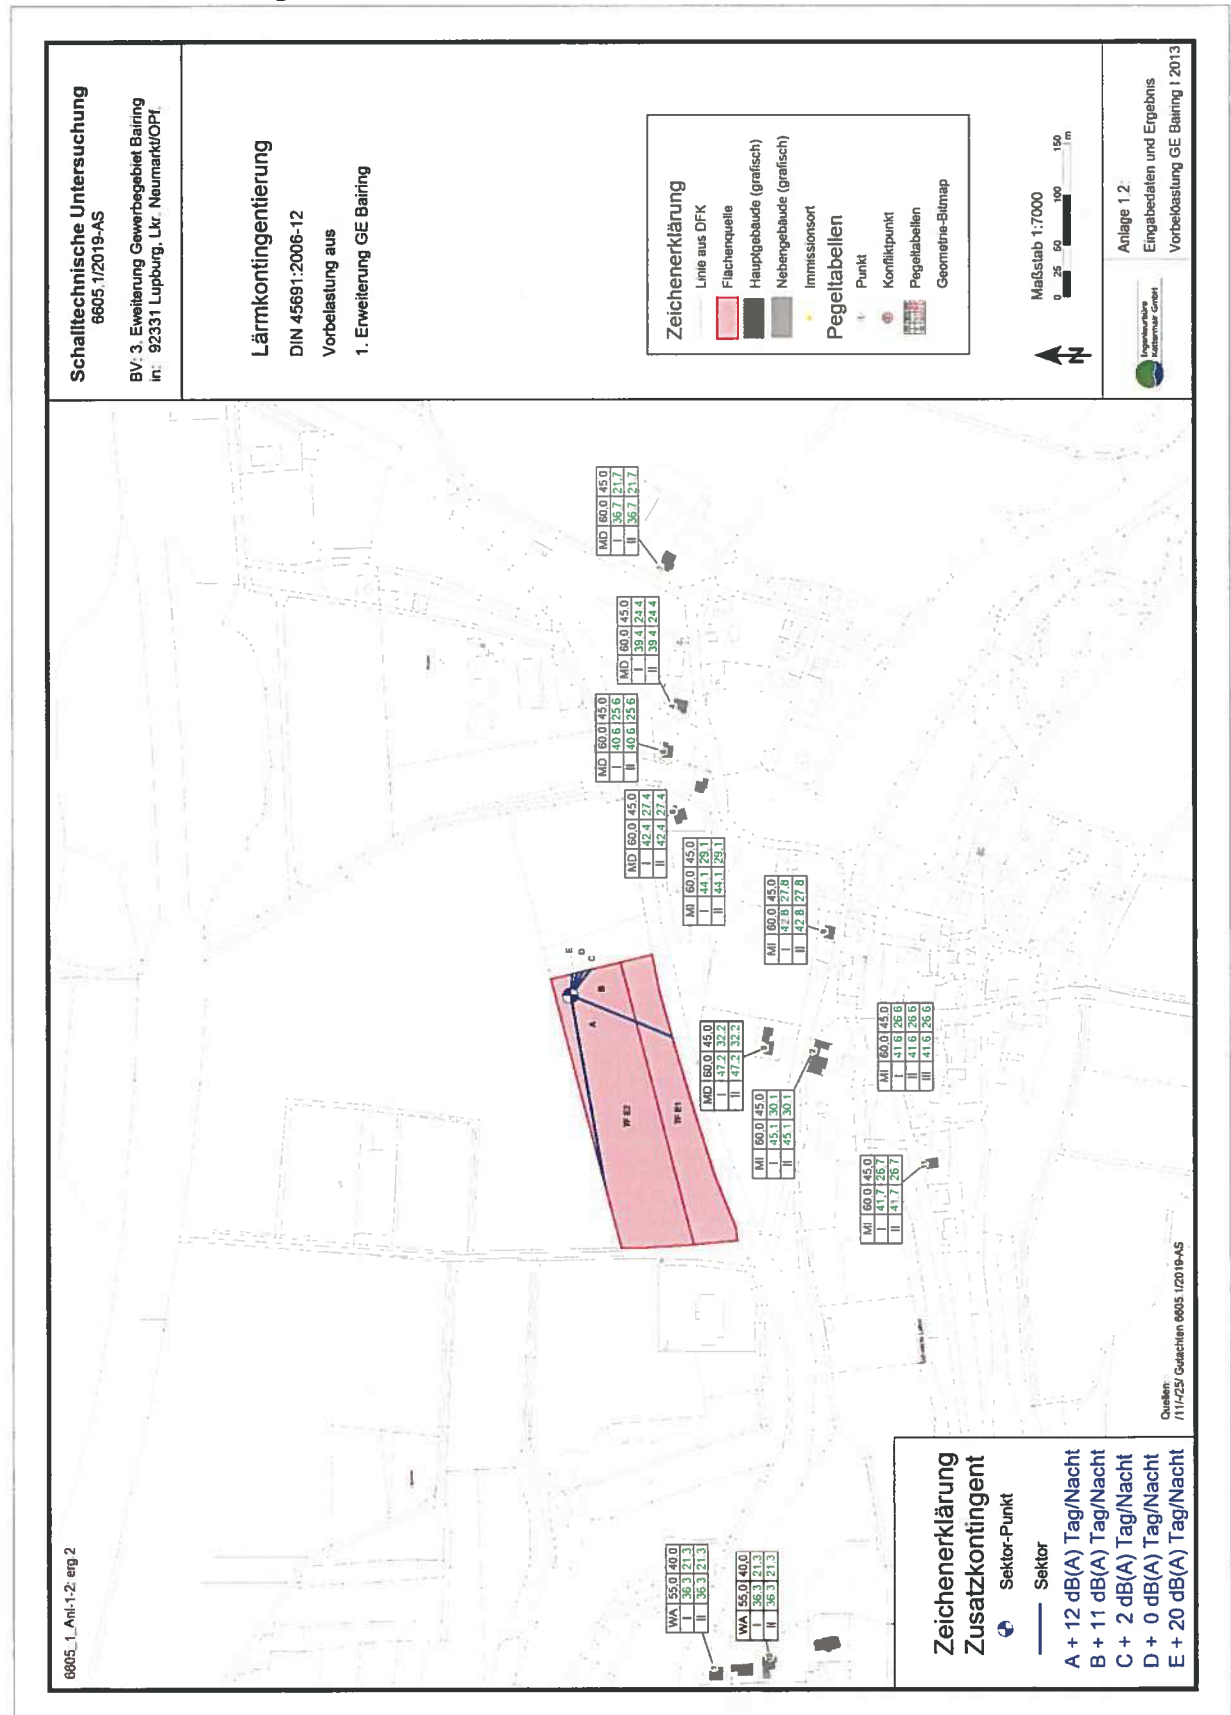 6605_1_Anl-1-2; erg.2
Schalltechnische Untersuchung
6605.1/2019-AS
BV: 3. Eweiterung Gewerbegebiet Bairing
in: 92331 Lupburg, Lkr. Neumarkt/OPf.
Lärmkontingentierung
DIN 45691:2006-12
Vorbelastung aus
1. Erweiterung GE Bairing
Zeichenerklärung
Linie aus DFK
Flächenquelle
Hauptgebäude (grafisch)
Nebengebäude (grafisch)
Immissionsort
Pegeltabellen
Punkt
Konfliktpunkt
Pegeltabellen
Geometrie-Bitmap
Maßstab 1:7000
0 25 50 100 150
m
N
Ingenieurbüro
Kottermair GmbH
Anlage 1.2:
Eingabedaten und Ergebnis
Vorbeloastung GE Bairing I 2013
WA 55,0 40,0
I 36,3 21,3
II 36,3 21,3
WA 55,0 40,0
I 36,3 21,3
II 36,3 21,3
MI 60,0 45,0
I 41,7 26,7
II 41,7 26,7
MI 60,0 45,0
I 45,1 30,1
II 45,1 30,1
MD 60,0 45,0
I 47,2 32,2
II 47,2 32,2
MI 60,0 45,0
I 41,6 26,6
II 41,6 26,6
III 41,6 26,6
MI 60,0 45,0
I 42,8 27,8
II 42,8 27,8
MI 60,0 45,0
I 44,1 29,1
II 44,1 29,1
MD 60,0 45,0
I 42,4 27,4
II 42,4 27,4
MD 60,0 45,0
I 40,6 25,6
II 40,6 25,6
MD 60,0 45,0
I 39,4 24,4
II 39,4 24,4
MD 60,0 45,0
I 36,7 21,7
II 36,7 21,7
TF E2
TF E1
A
B
C
D
E
Zeichenerklärung
Zusatzkontingent
Sektor-Punkt
Sektor
A + 12 dB(A) Tag/Nacht
B + 11 dB(A) Tag/Nacht
C + 2 dB(A) Tag/Nacht
D + 0 dB(A) Tag/Nacht
E + 20 dB(A) Tag/Nacht
Quellen:
/11/-/25/ Gutachten 6605.1/2019-AS